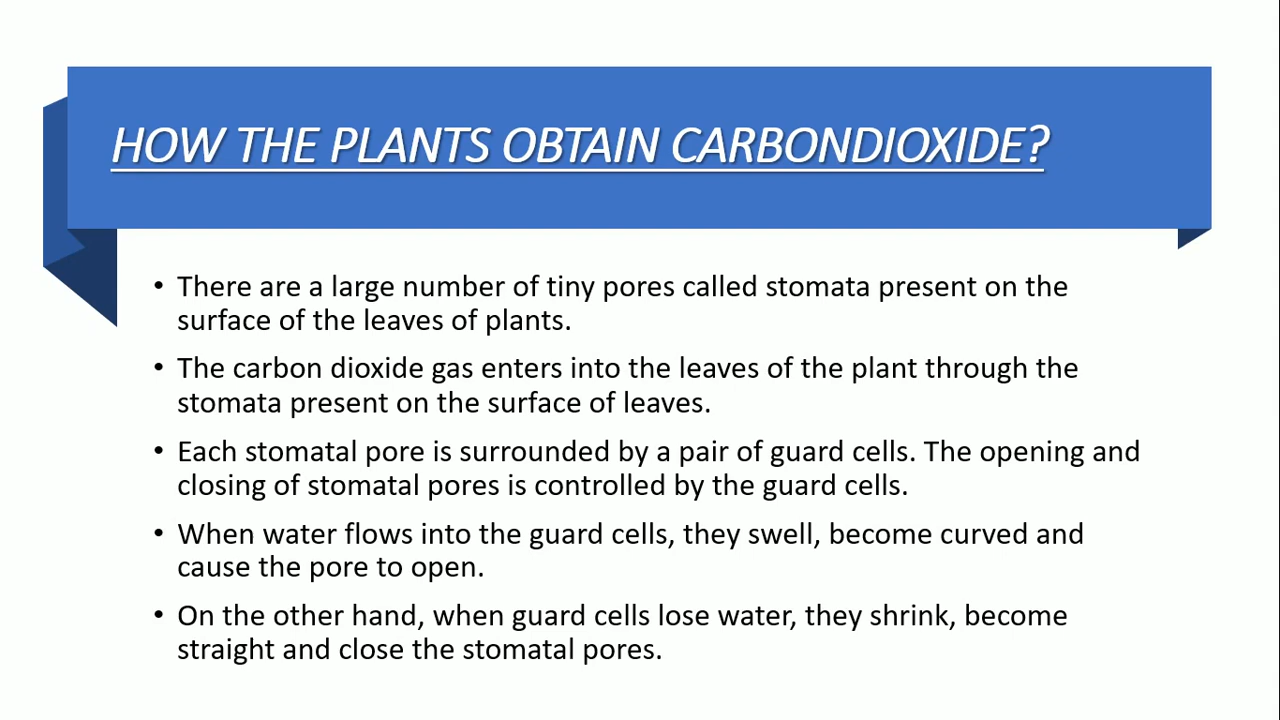 HOW THE PLANTS OBTAIN CARBONDIOXIDE?
• There are a large number of tiny pores called stomata present on the
surface of the leaves of plants.
• The carbon dioxide gas enters into the leaves of the plant through the
stomata present on the surface of leaves.
• Each stomatal pore is surrounded by a pair of guard cells. The opening and
closing of stomatal pores is controlled by the guard cells.
• When water flows into the guard cells, they swell, become curved and
cause the pore to open.
• On the other hand, when guard cells lose water, they shrink, become
straight and close the stomatal pores.